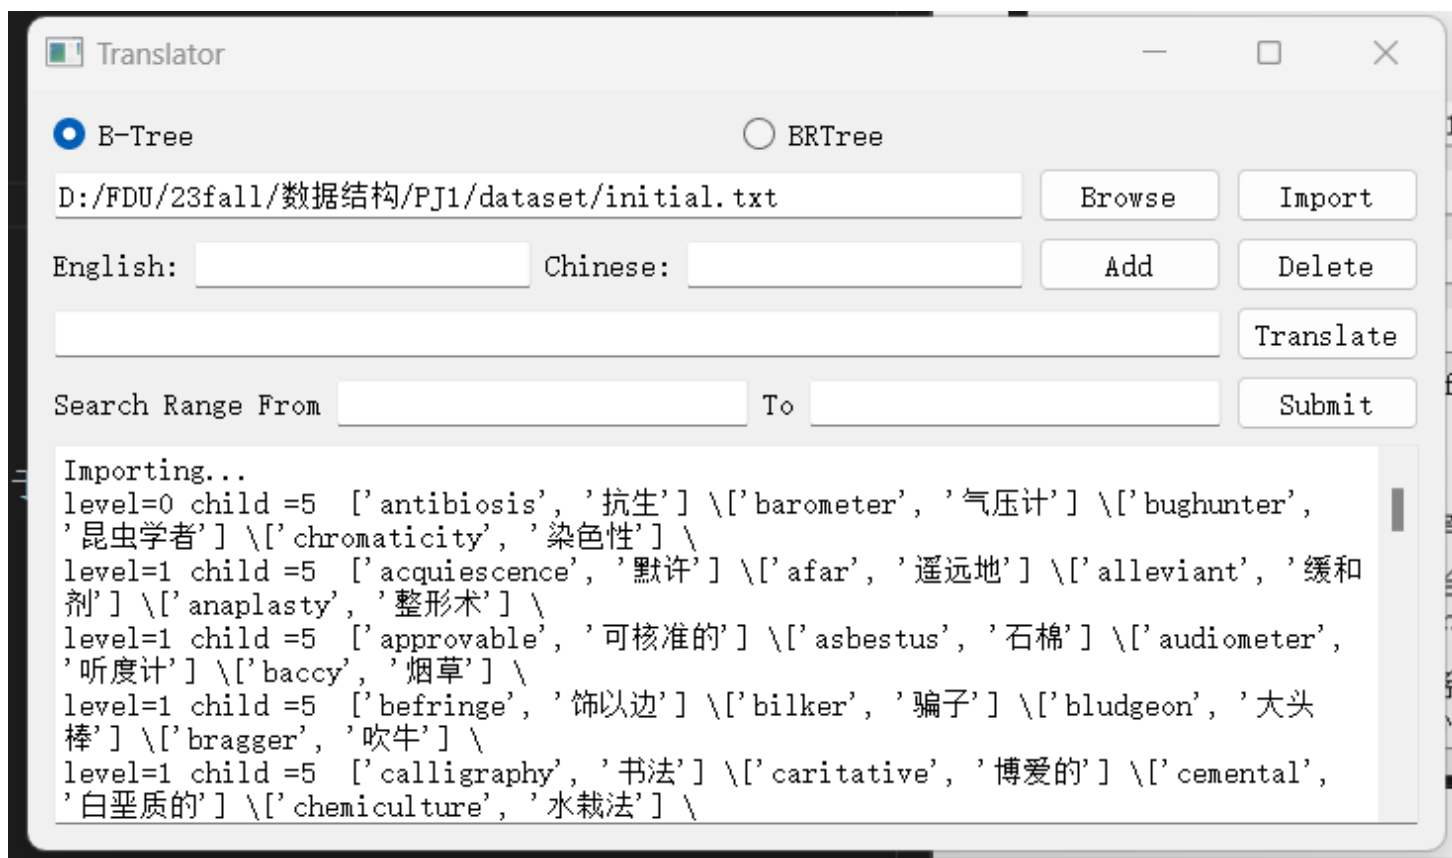 Translator
B-Tree BRTree
D:/FDU/23fall/数据结构/PJ1/dataset/initial.txt Browse Import
English: Chinese: Add Delete
Translate
Search Range From To Submit
Importing...
level=0 child =5  ['antibiosis', '抗生'] \['barometer', '气压计'] \['bughunter',
'昆虫学者'] \['chromaticity', '染色性'] \
level=1 child =5  ['acquiescence', '默许'] \['afar', '遥远地'] \['alleviant', '缓和
剂'] \['anaplasty', '整形术'] \
level=1 child =5  ['approvable', '可核准的'] \['asbestus', '石棉'] \['audiometer',
'听度计'] \['baccy', '烟草'] \
level=1 child =5  ['befringe', '饰以边'] \['bilker', '骗子'] \['bludgeon', '大头
棒'] \['bragger', '吹牛'] \
level=1 child =5  ['calligraphy', '书法'] \['caritative', '博爱的'] \['cemental',
'白垩质的'] \['chemiculture', '水栽法'] \